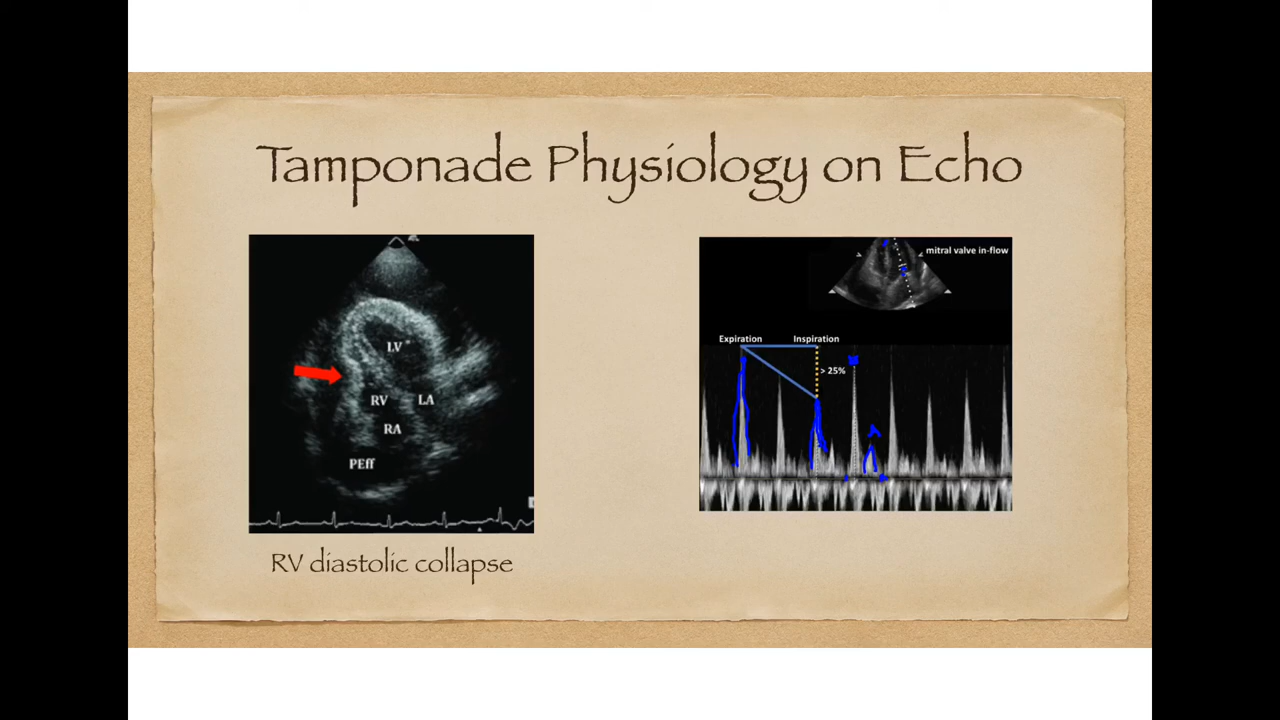 Tamponade Physiology on Echo
LV
RV
LA
RA
PEff
RV diastolic collapse
mitral valve in-flow
Expiration
Inspiration
> 25%